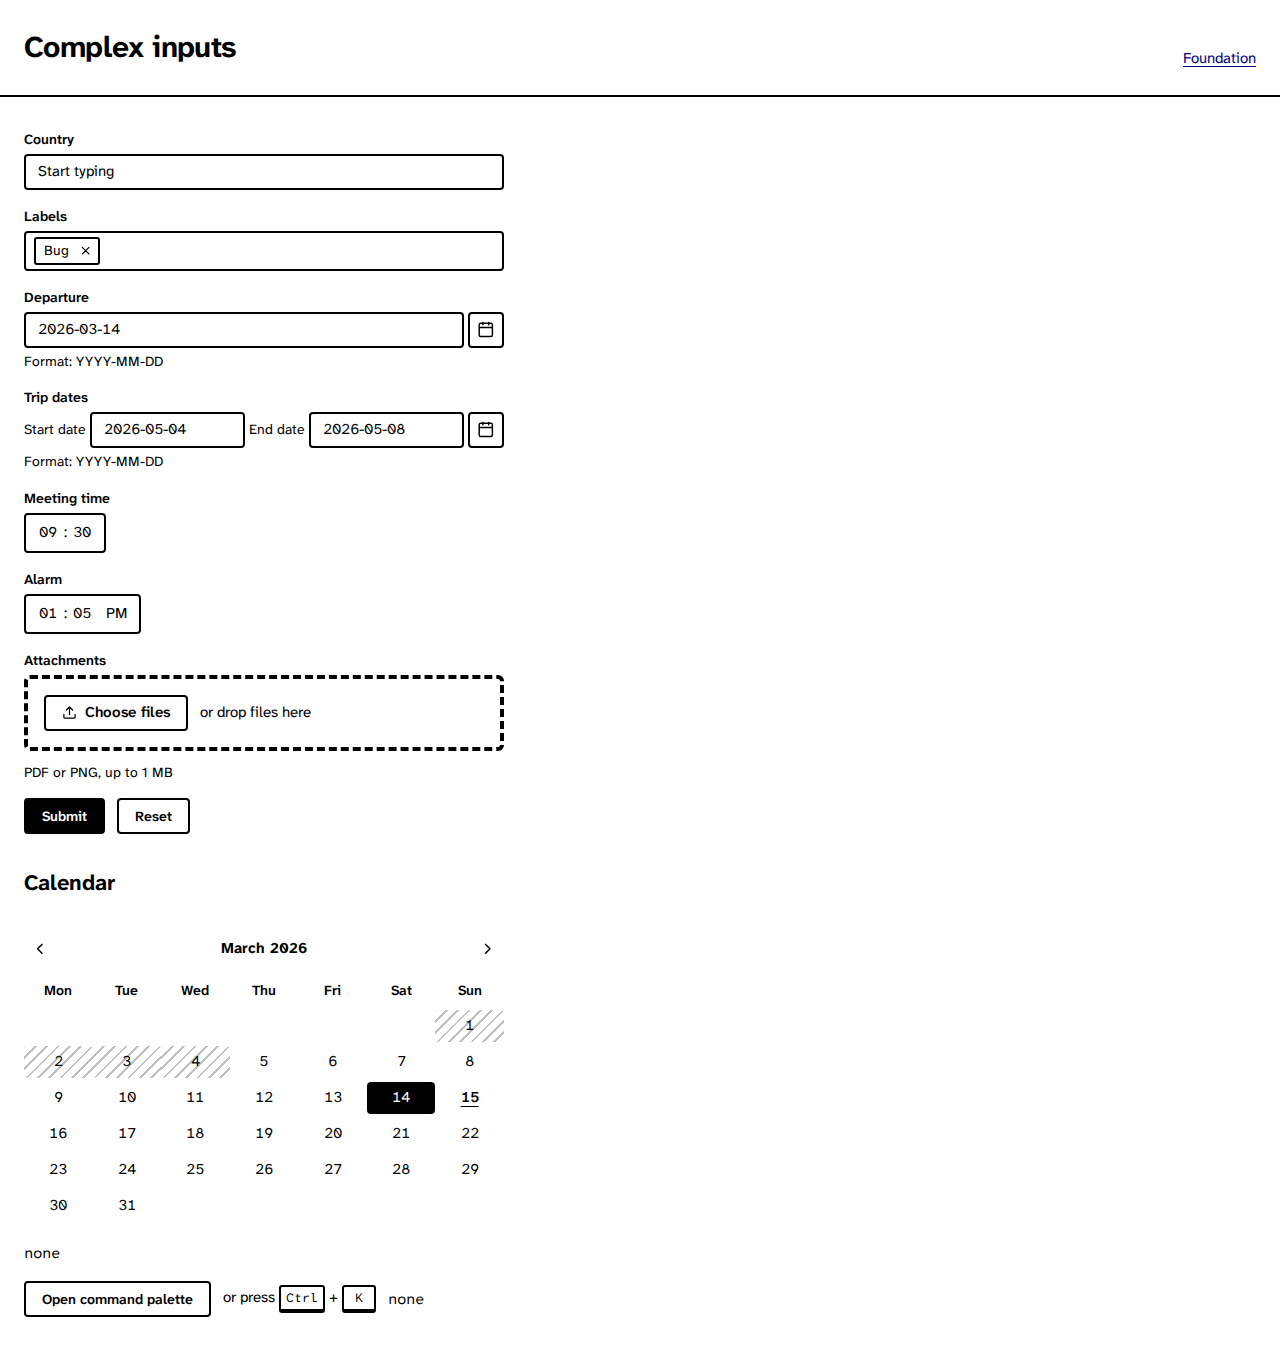 Complex inputs
Foundation
Country
Start typing
Labels
Bug
Departure
2026-03-14
Format: YYYY-MM-DD
Trip dates
Start date 2026-05-04 End date 2026-05-08
Format: YYYY-MM-DD
Meeting time
09 : 30
Alarm
01 : 05 PM
Attachments
Choose files or drop files here
PDF or PNG, up to 1 MB
Submit Reset
Calendar
March 2026
Mon Tue Wed Thu Fri Sat Sun
1
2 3 4 5 6 7 8
9 10 11 12 13 14 15
16 17 18 19 20 21 22
23 24 25 26 27 28 29
30 31
none
Open command palette or press Ctrl + K none